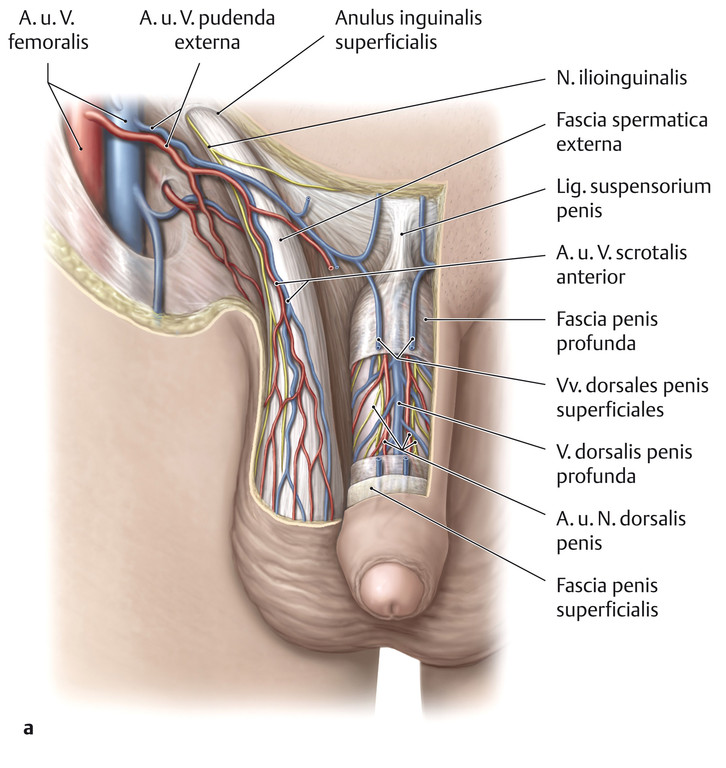 A. u. V.
femoralis
A. u. V. pudenda
externa
Anulus inguinalis
superficialis
N. ilioinguinalis
Fascia spermatica
externa
Lig. suspensorium
penis
A. u. V. scrotalis
anterior
Fascia penis
profunda
Vv. dorsales penis
superficiales
V. dorsalis penis
profunda
A. u. N. dorsalis
penis
Fascia penis
superficialis
a